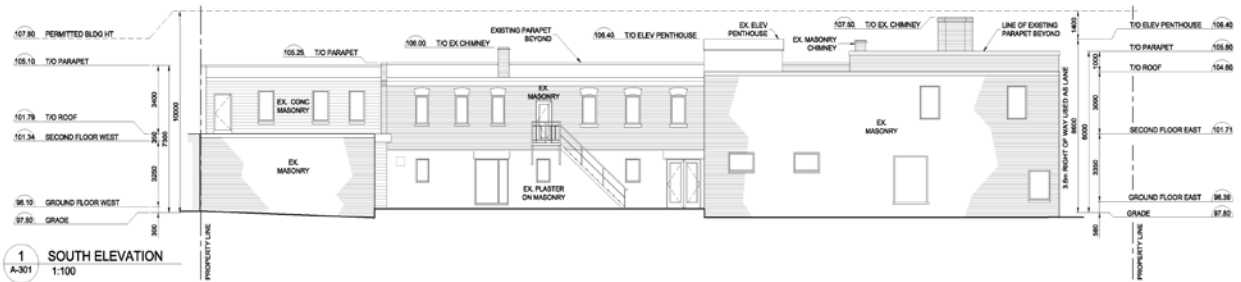 107.80 PERMITTED BLDG HT
105.10 T/O PARAPET
101.79 T/O ROOF
101.34 SECOND FLOOR WEST
98.10 GROUND FLOOR WEST
97.80 GRADE
3400
3250
300
7300
10000
105.25 T/O PARAPET
106.00 T/O EX CHIMNEY
EXISTING PARAPET
BEYOND
106.40 T/O ELEV PENTHOUSE
EX. ELEV
PENTHOUSE
107.50 T/O EX. CHIMNEY
EX. MASONRY
CHIMNEY
LINE OF EXISTING
PARAPET BEYOND
EX. CONC
MASONRY
EX.
MASONRY
EX.
MASONRY
EX. PLASTER
ON MASONRY
EX.
MASONRY
3.6m RIGHT OF WAY USED AS LANE
1400
8600
8000
1000
3090
3350
560
T/O ELEV PENTHOUSE 106.40
T/O PARAPET 105.80
T/O ROOF 104.80
SECOND FLOOR EAST 101.71
GROUND FLOOR EAST 98.36
GRADE 97.80
PROPERTY LINE
PROPERTY LINE
1
A-301
SOUTH ELEVATION
1:100